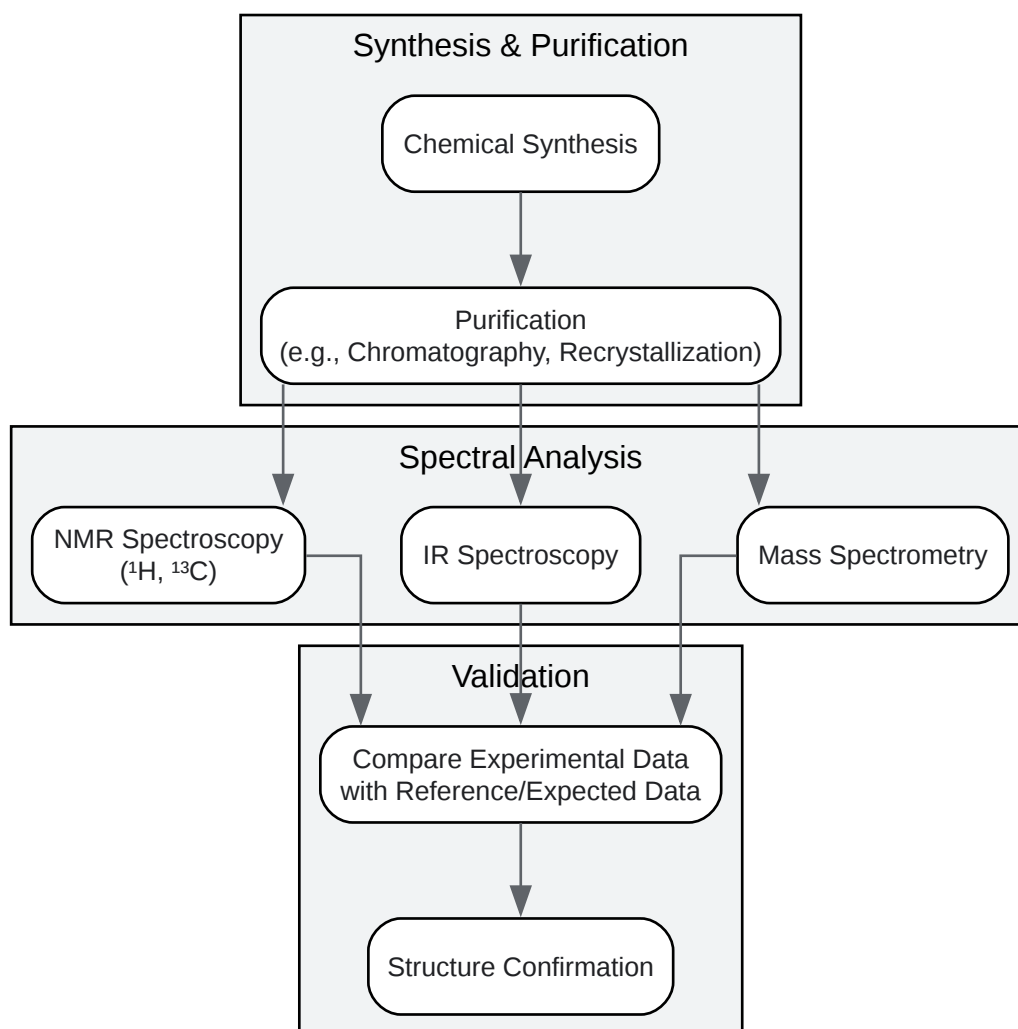 Synthesis & Purification
Chemical Synthesis
Purification
(e.g., Chromatography, Recrystallization)
Spectral Analysis
NMR Spectroscopy
(¹H, ¹³C)
IR Spectroscopy
Mass Spectrometry
Validation
Compare Experimental Data
with Reference/Expected Data
Structure Confirmation